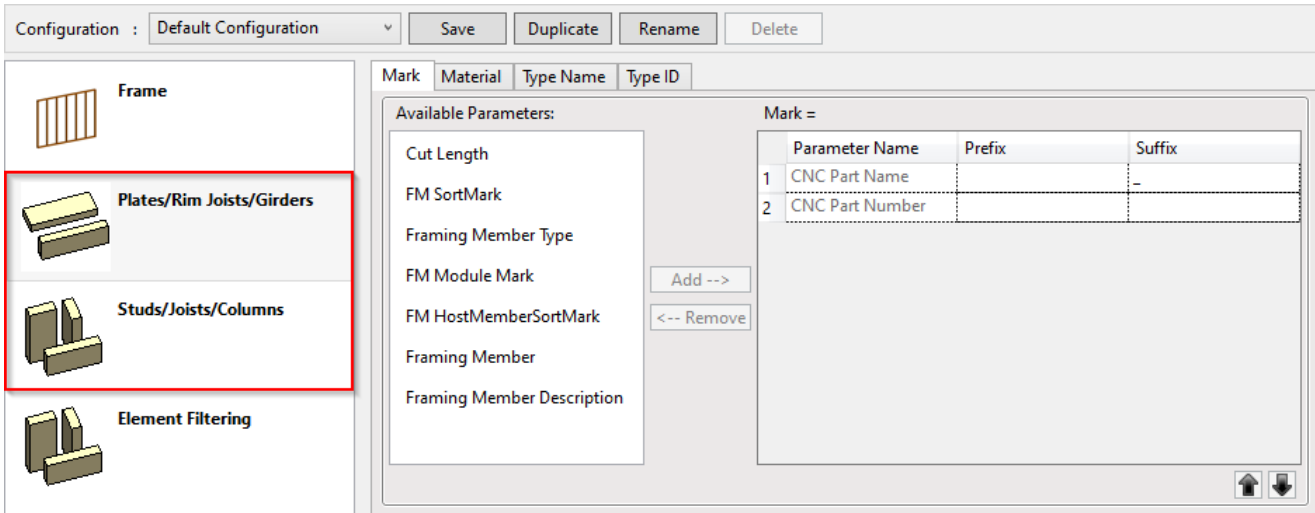 Configuration : Default Configuration Save Duplicate Rename Delete
Frame
Plates/Rim Joists/Girders
Studs/Joists/Columns
Element Filtering
Mark Material Type Name Type ID
Available Parameters:
Cut Length
FM SortMark
Framing Member Type
FM Module Mark
FM HostMemberSortMark
Framing Member
Framing Member Description
Add -->
<-- Remove
Mark =
Parameter Name Prefix Suffix
1 CNC Part Name _
2 CNC Part Number